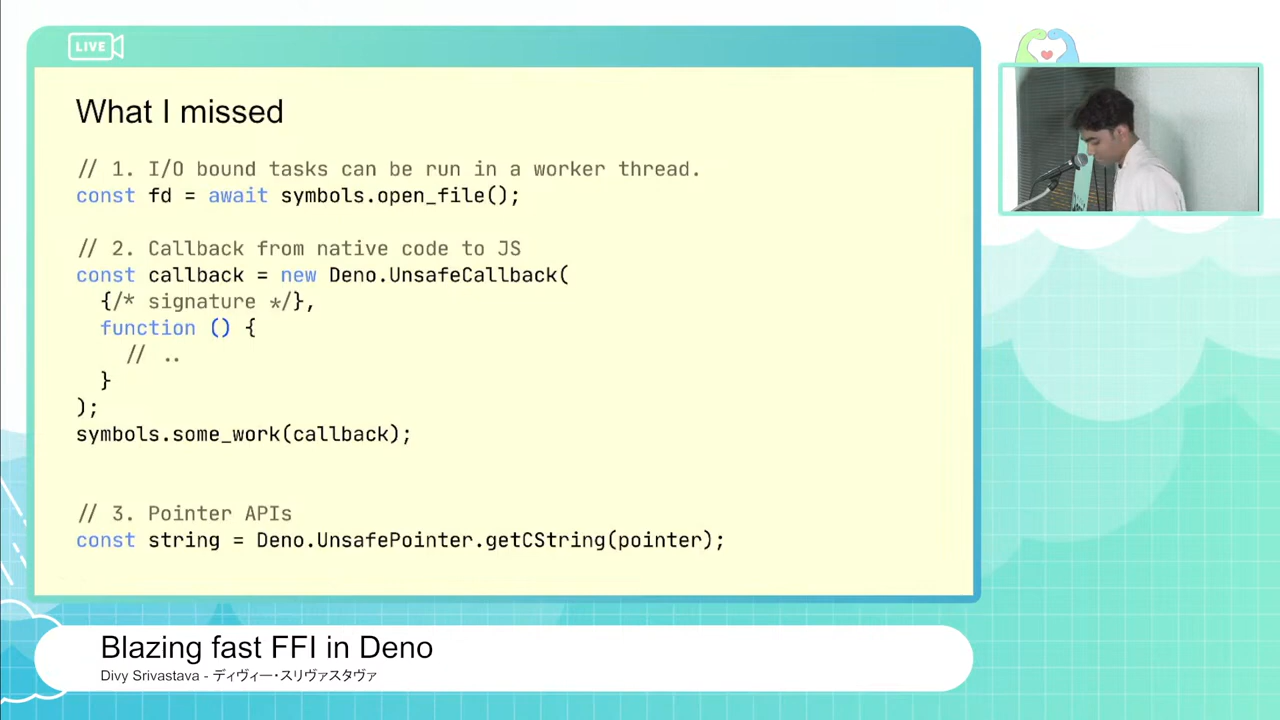 LIVE
What I missed
// 1. I/O bound tasks can be run in a worker thread.
const fd = await symbols.open_file();
// 2. Callback from native code to JS
const callback = new Deno.UnsafeCallback(
  {/* signature */},
  function () {
    // ..
  }
);
symbols.some_work(callback);
// 3. Pointer APIs
const string = Deno.UnsafePointer.getCString(pointer);
Blazing fast FFI in Deno
Divy Srivastava - ディヴィー・スリヴァスタヴァ